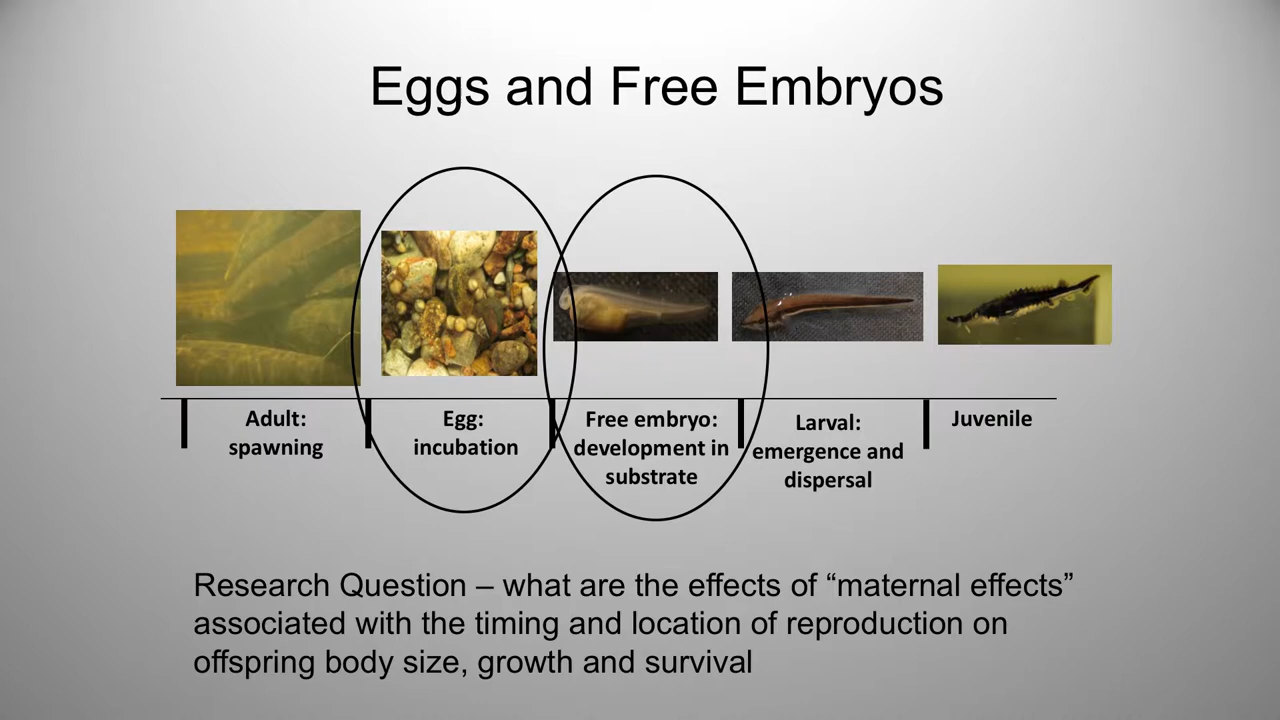 Eggs and Free Embryos
Adult:
spawning
Egg:
incubation
Free embryo:
development in
substrate
Larval:
emergence and
dispersal
Juvenile
Research Question – what are the effects of “maternal effects”
associated with the timing and location of reproduction on
offspring body size, growth and survival